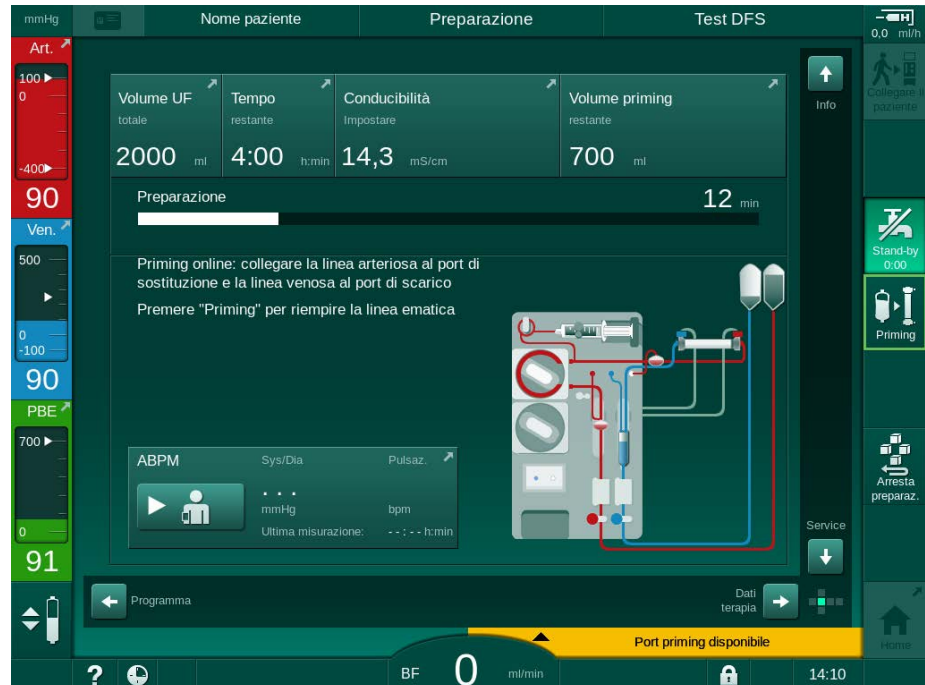 mmHg
Nome paziente
Preparazione
Test DFS
0,0 ml/h
Art.
100
0
-400
90
Ven.
500
0
-100
90
PBE
700
0
91
Volume UF
totale
2000 ml
Tempo
restante
4:00 h:min
Conducibilità
Impostare
14,3 mS/cm
Volume priming
restante
700 ml
Preparazione
12 min
Priming online: collegare la linea arteriosa al port di
sostituzione e la linea venosa al port di scarico
Premere "Priming" per riempire la linea ematica
ABPM
Sys/Dia
Pulsaz.
. . .
mmHg
bpm
Ultima misurazione:
--:-- h:min
Info
Service
Collegare il
paziente
Stand-by
0:00
Priming
Arresta
preparaz.
Home
Programma
Dati
terapia
Port priming disponibile
?
BF 0 ml/min
14:10